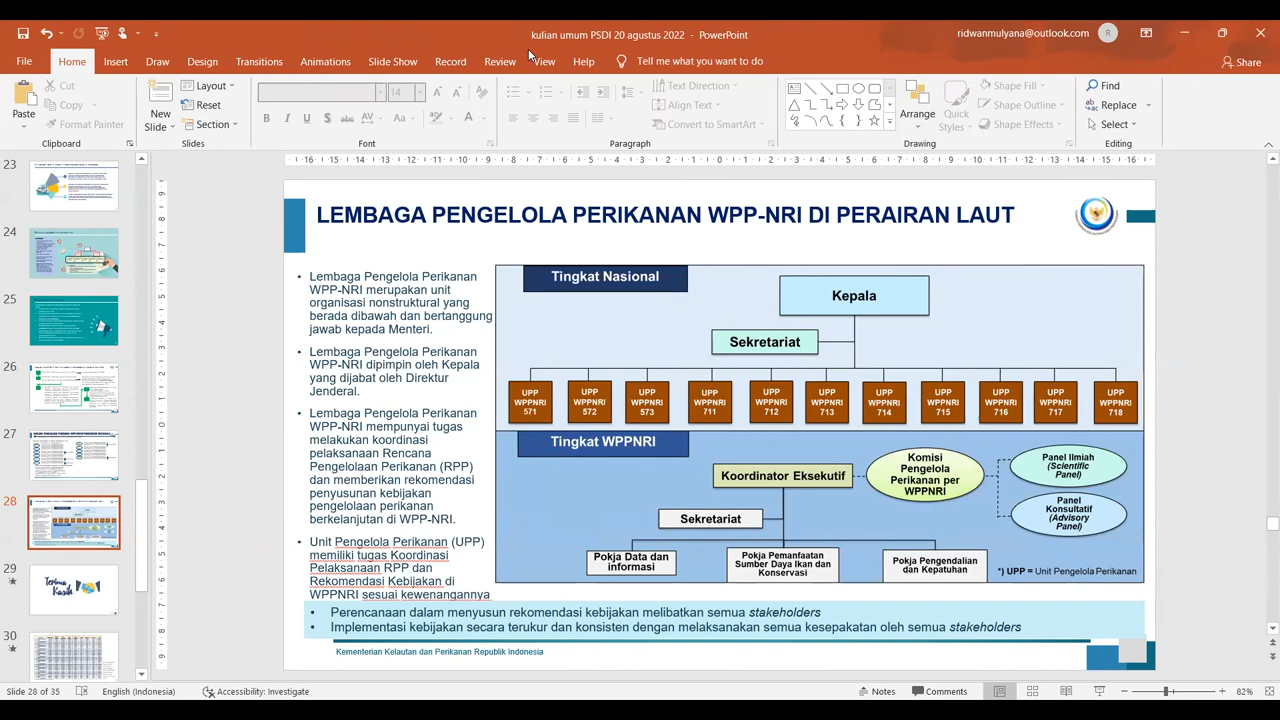 kulian umum PSDI 20 agustus 2022 - PowerPoint
ridwanmulyana@outlook.com
R
File Home Insert Draw Design Transitions Animations Slide Show Record Review View Help Tell me what you want to do Share
Paste
Cut
Copy
Format Painter
Clipboard
New
Slide
Layout
Reset
Section
Slides
14
Font
Text Direction
Align Text
Convert to SmartArt
Paragraph
Arrange
Quick
Styles
Shape Fill
Shape Outline
Shape Effects
Drawing
Find
Replace
Select
Editing
23
24
25
26
27
28
29
Terima
Kasih
30
LEMBAGA PENGELOLA PERIKANAN WPP-NRI DI PERAIRAN LAUT
• Lembaga Pengelola Perikanan
WPP-NRI merupakan unit
organisasi nonstruktural yang
berada dibawah dan bertanggung
jawab kepada Menteri.
• Lembaga Pengelola Perikanan
WPP-NRI dipimpin oleh Kepala
yang dijabat oleh Direktur
Jenderal.
• Lembaga Pengelola Perikanan
WPP-NRI mempunyai tugas
melakukan koordinasi
pelaksanaan Rencana
Pengelolaan Perikanan (RPP)
dan memberikan rekomendasi
penyusunan kebijakan
pengelolaan perikanan
berkelanjutan di WPP-NRI.
• Unit Pengelola Perikanan (UPP)
memiliki tugas Koordinasi
Pelaksanaan RPP dan
Rekomendasi Kebijakan di
WPPNRI sesuai kewenangannya
Tingkat Nasional
Kepala
Sekretariat
UPP
WPPNRI
571
UPP
WPPNRI
572
UPP
WPPNRI
573
UPP
WPPNRI
711
UPP
WPPNRI
712
UPP
WPPNRI
713
UPP
WPPNRI
714
UPP
WPPNRI
715
UPP
WPPNRI
716
UPP
WPPNRI
717
UPP
WPPNRI
718
Tingkat WPPNRI
Koordinator Eksekutif
Komisi
Pengelola
Perikanan per
WPPNRI
Panel Ilmiah
(Scientific
Panel)
Panel
Konsultatif
(Advisory
Panel)
Sekretariat
Pokja Data dan
informasi
Pokja Pemanfaatan
Sumber Daya Ikan dan
Konservasi
Pokja Pengendalian
dan Kepatuhan
*) UPP = Unit Pengelola Perikanan
• Perencanaan dalam menyusun rekomendasi kebijakan melibatkan semua stakeholders
• Implementasi kebijakan secara terukur dan konsisten dengan melaksanakan semua kesepakatan oleh semua stakeholders
Kementerian Kelautan dan Perikanan Republik Indonesia
Slide 28 of 35 English (Indonesia) Accessibility: Investigate Notes Comments 82%